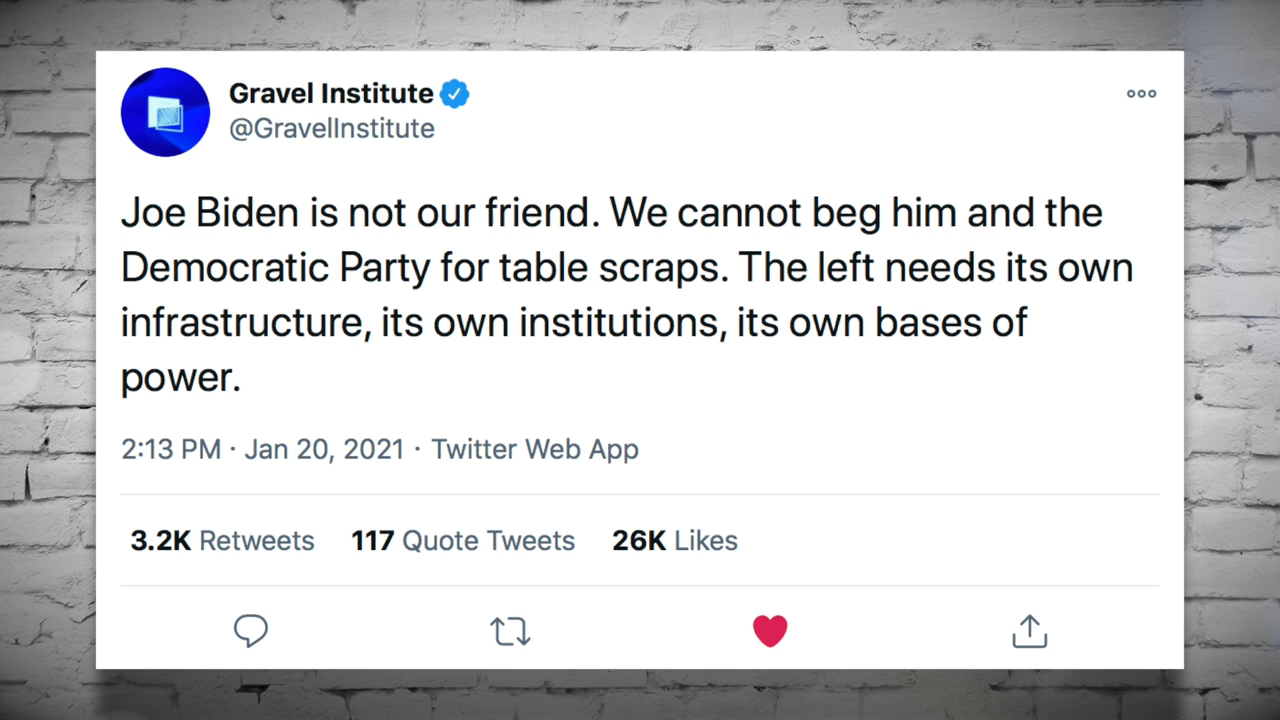 Gravel Institute
@GravelInstitute
Joe Biden is not our friend. We cannot beg him and the
Democratic Party for table scraps. The left needs its own
infrastructure, its own institutions, its own bases of
power.
2:13 PM · Jan 20, 2021 · Twitter Web App
3.2K Retweets 117 Quote Tweets 26K Likes